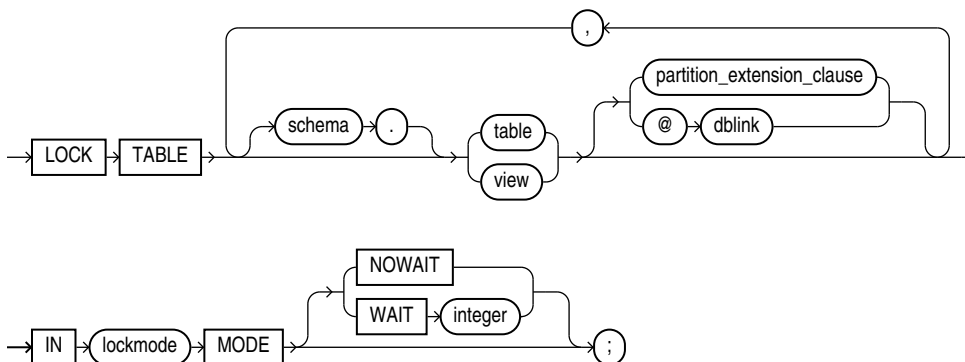 ,
partition_extension_clause
schema . table @ dblink
LOCK TABLE view
NOWAIT
WAIT integer
IN lockmode MODE ;